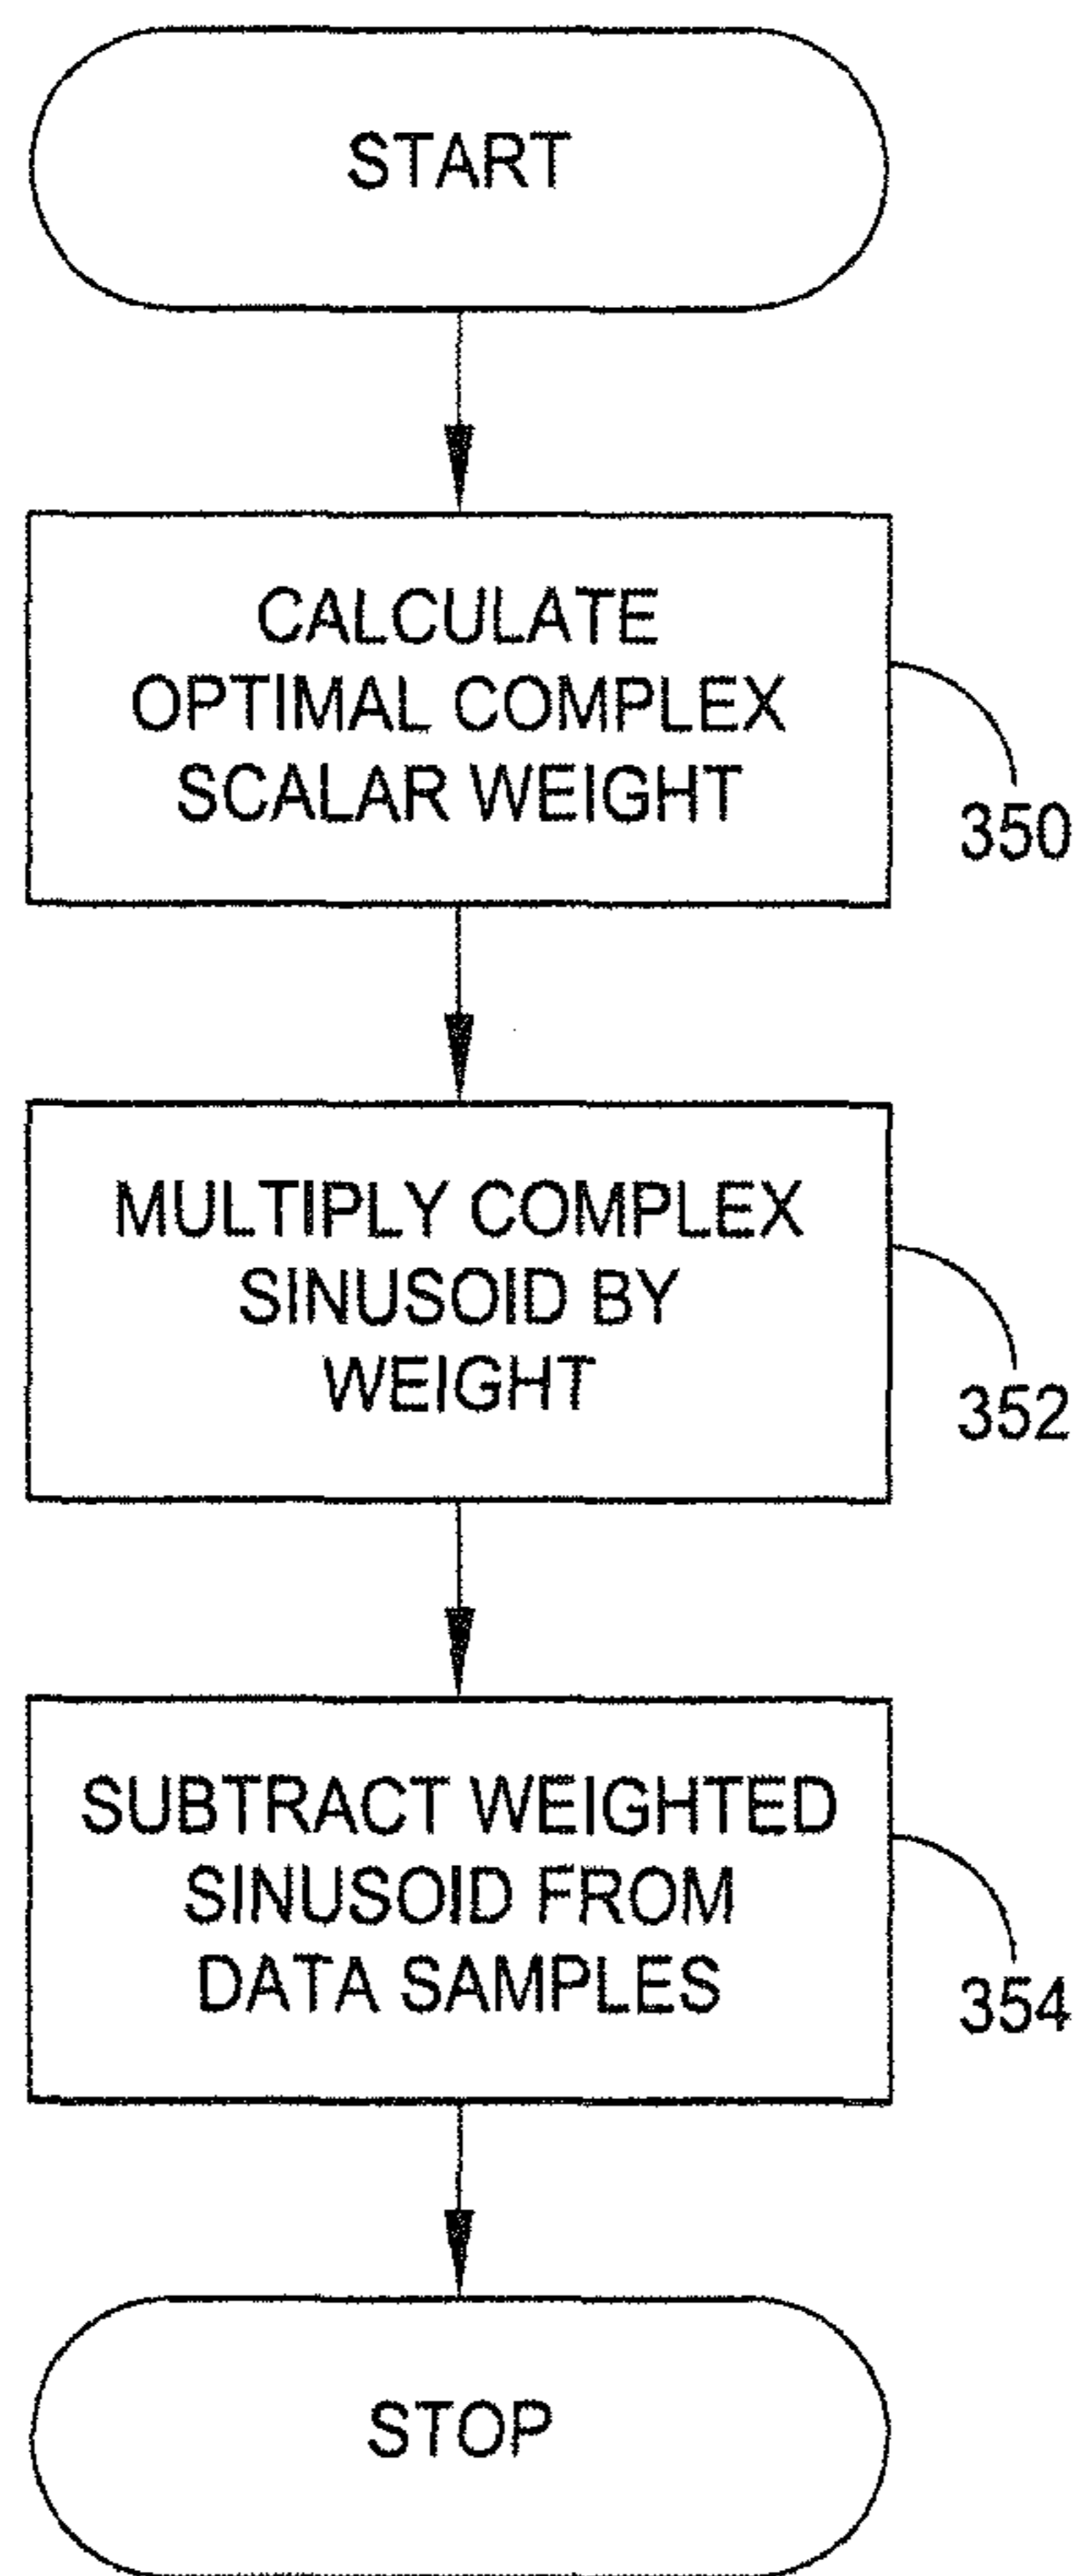 START
CALCULATE
OPTIMAL COMPLEX
SCALAR WEIGHT
350
MULTIPLY COMPLEX
SINUSOID BY
WEIGHT
352
SUBTRACT WEIGHTED
SINUSOID FROM
DATA SAMPLES
354
STOP